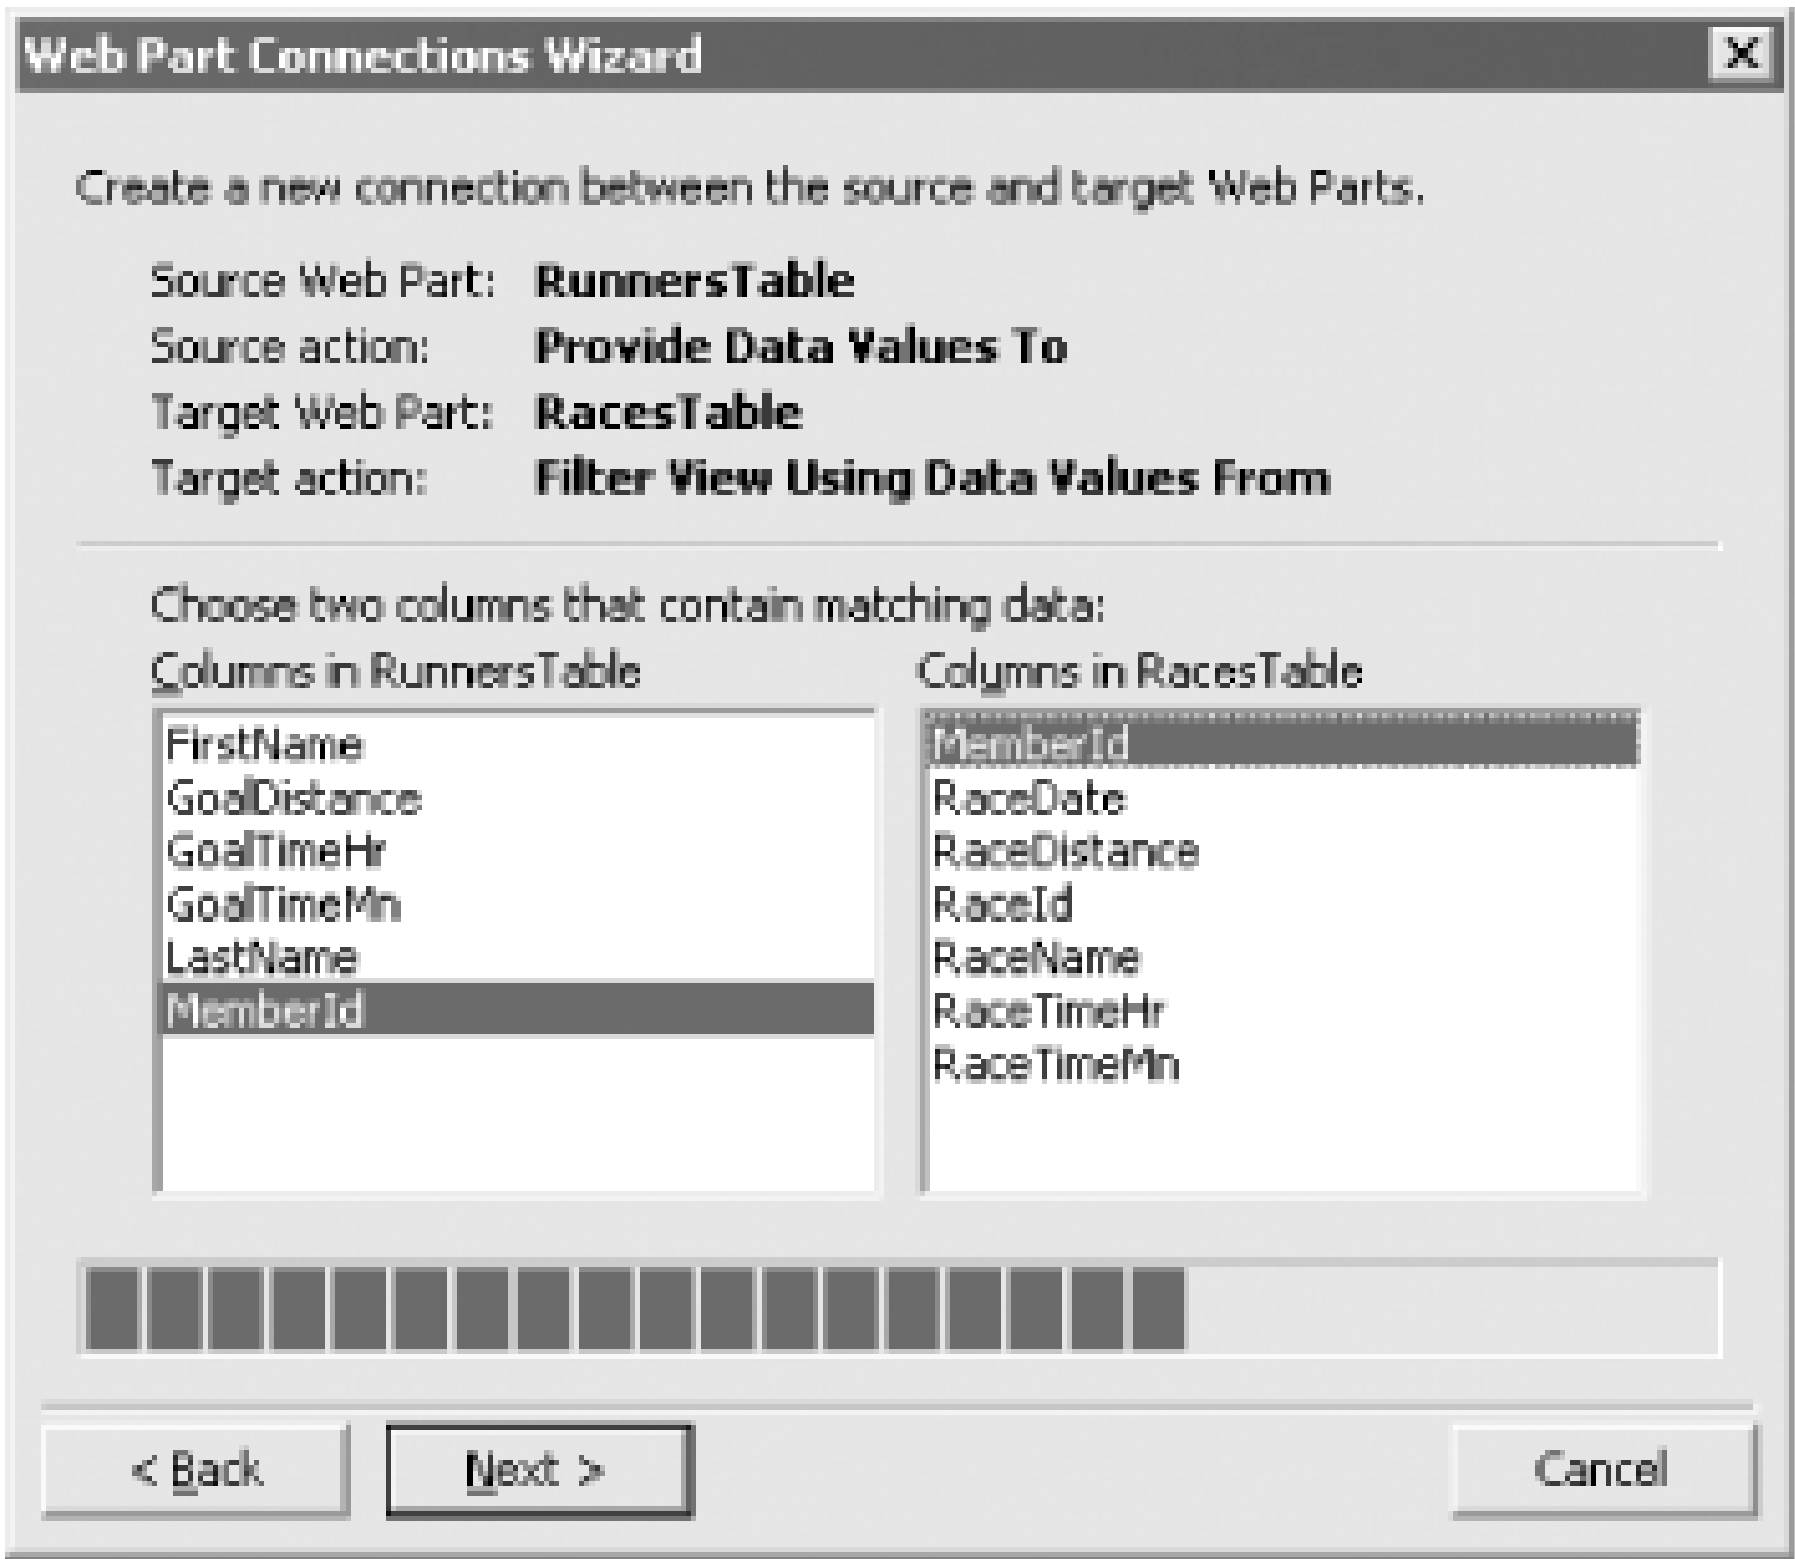 Web Part Connections Wizard
X
Create a new connection between the source and target Web Parts.
Source Web Part: RunnersTable
Source action: Provide Data Values To
Target Web Part: RacesTable
Target action: Filter View Using Data Values From
Choose two columns that contain matching data:
Columns in RunnersTable
FirstName
GoalDistance
GoalTimeHr
GoalTimeMn
LastName
MemberId
Columns in RacesTable
MemberId
RaceDate
RaceDistance
RaceId
RaceName
RaceTimeHr
RaceTimeMn
< Back
Next >
Cancel